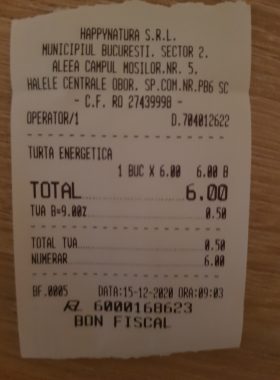 HAPPYNATURA S.R.L.
MUNICIPIUL BUCURESTI. SECTOR 2.
ALEEA CAMPUL MOSILOR.NR. 5.
HALELE CENTRALE OBOR. SP.COM.NR.PB6 SC
- C.F. RO 27439998 -
OPERATOR/1 D.704012622
TURTA ENERGETICA
1 BUC X 6.00 6.00 B
TOTAL 6.00
TVA B=9.00% 0.50
TOTAL TVA 0.50
NUMERAR 6.00
BF.0005 DATA:15-12-2020 ORA:09:03
6000168623
BON FISCAL